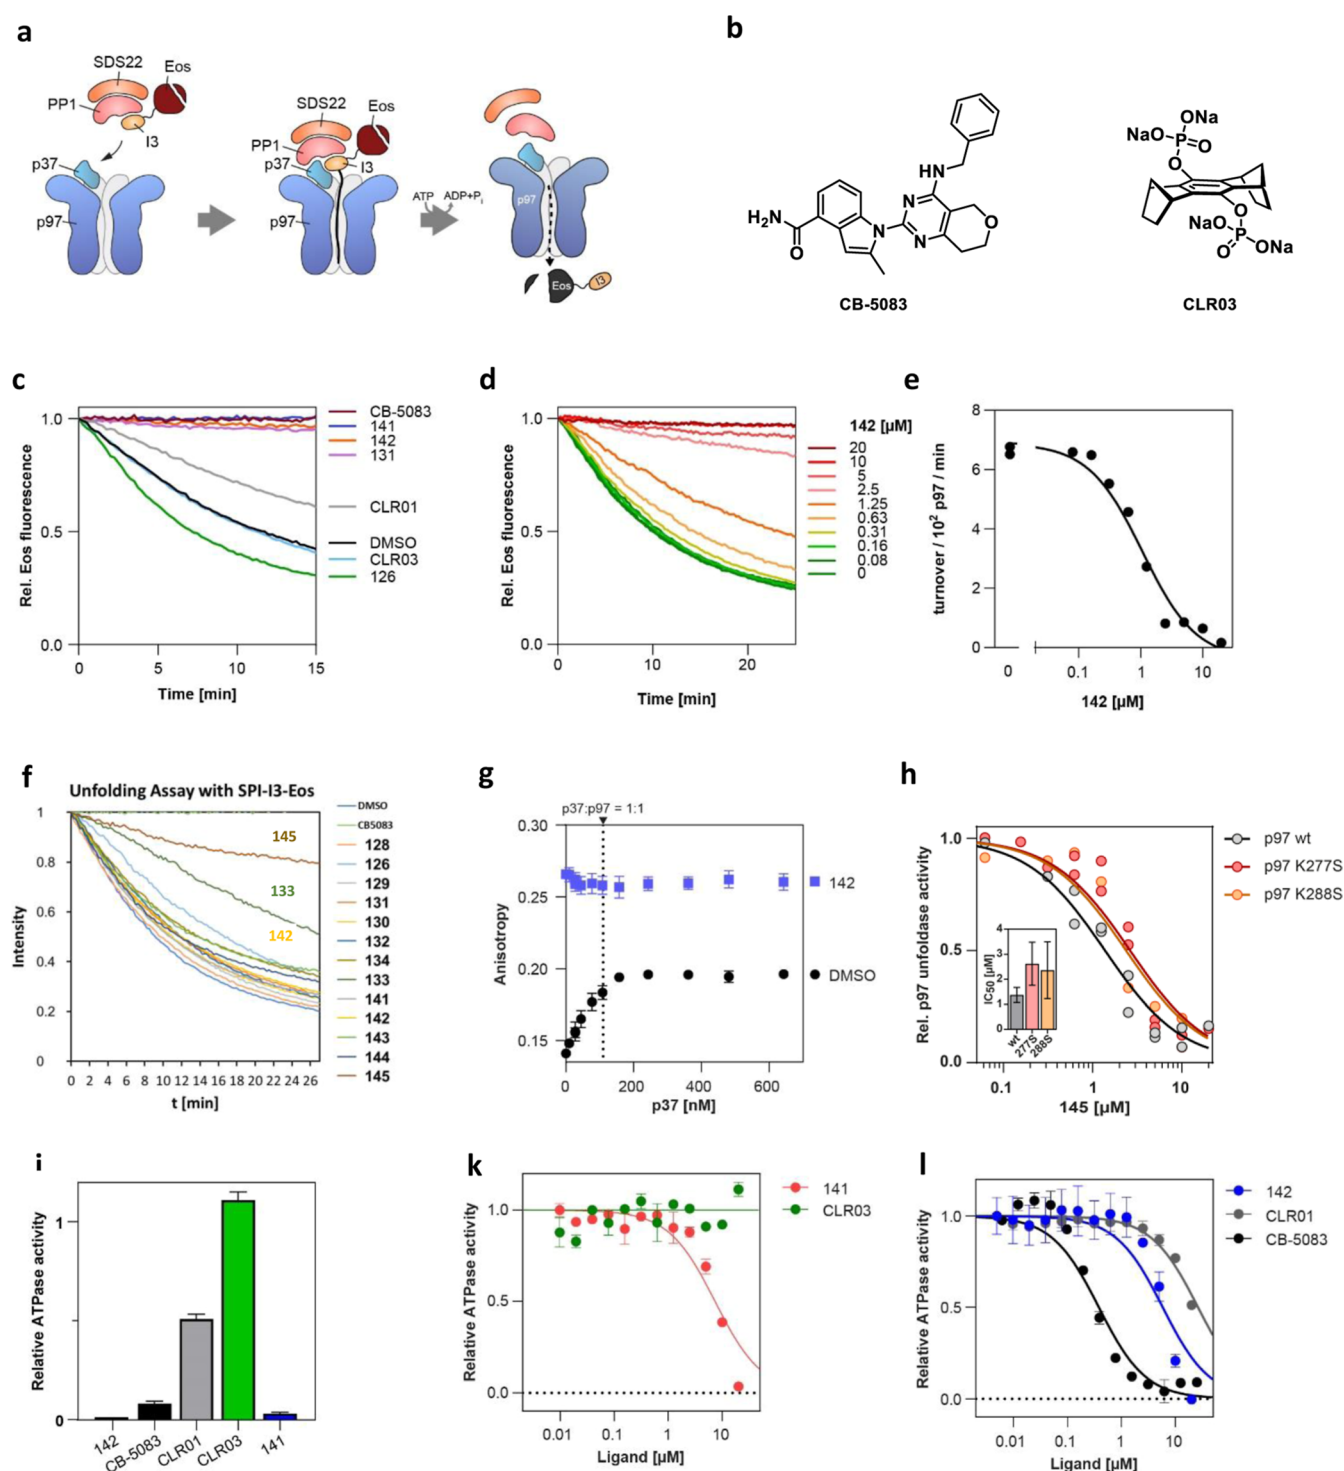 a
SDS22
Eos
PP1
I3
p37
p97
SDS22
Eos
PP1
p37
I3
p97
ATP
ADP+Pi
p97
Eos
I3
b
HN
H2N
O
N
N
N
O
CB-5083
ONa
NaO
P
O
O
O
NaO
P
ONa
O
CLR03
c
Rel. Eos fluorescence
1.0
0.5
0.0
0
5
10
15
Time [min]
CB-5083
141
142
131
CLR01
DMSO
CLR03
126
d
Rel. Eos fluorescence
1.0
0.5
0.0
0
10
20
Time [min]
142 [µM]
20
10
5
2.5
1.25
0.63
0.31
0.16
0.08
0
e
turnover / 10² p97 / min
8
6
4
2
0
0
0.1
1
10
142 [µM]
f
Unfolding Assay with SPI-I3-Eos
Intensity
1
0.8
0.6
0.4
0.2
0
0 2 4 6 8 10 12 14 16 18 20 22 24 26
t [min]
145
133
142
DMSO
CB5083
128
126
129
131
130
132
134
133
141
142
143
144
145
g
p37:p97 = 1:1
Anisotropy
0.30
0.25
0.20
0.15
0
200
400
600
p37 [nM]
142
DMSO
h
Rel. p97 unfoldase activity
1.0
0.5
0.0
0.1
1
10
145 [µM]
IC50 [µM]
4
3
2
1
0
wt
277S
288S
p97 wt
p97 K277S
p97 K288S
i
Relative ATPase activity
1
0
142
CB-5083
CLR01
CLR03
141
k
Relative ATPase activity
1.0
0.5
0.0
0.01
0.1
1
10
Ligand [µM]
141
CLR03
l
Relative ATPase activity
1.0
0.5
0.0
0.01
0.1
1
10
Ligand [µM]
142
CLR01
CB-5083